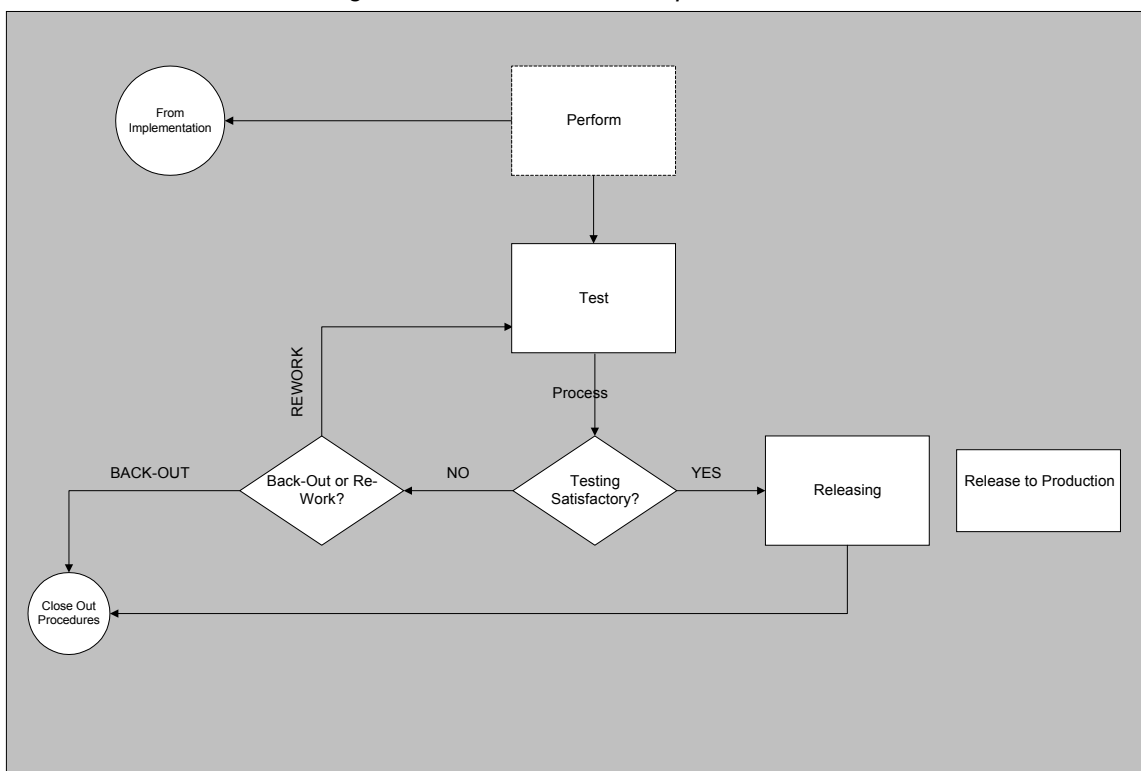 From
Implementation
Perform
Test
REWORK
Process
BACK-OUT
Back-Out or Re-
Work?
NO
Testing
Satisfactory?
YES
Releasing
Release to Production
Close Out
Procedures